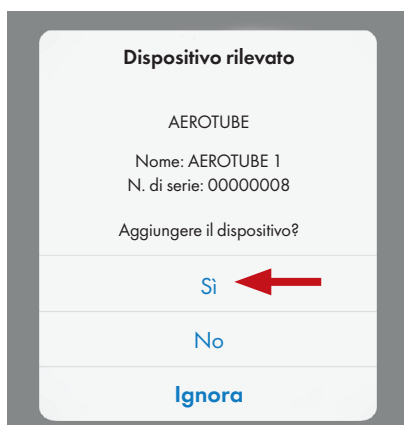 Dispositivo rilevato
AEROTUBE
Nome: AEROTUBE 1
N. di serie: 00000008
Aggiungere il dispositivo?
Sì
No
Ignora